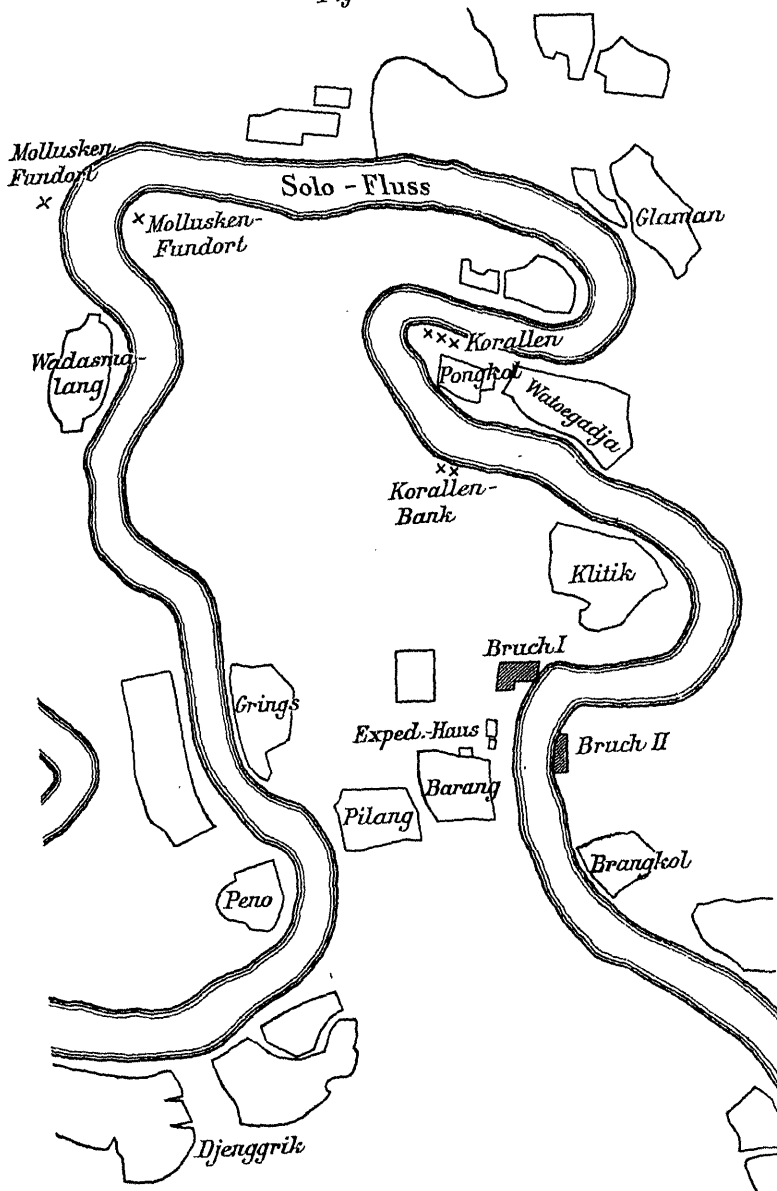 Mollusken
Fundort
Solo-Fluss
Mollusken-
Fundort
Glaman
Korallen
Wadasma-
lang
Pongkol
Watoegadja
Korallen-
Bank
Klitik
Bruch I
Grings
Exped.-Haus
Bruch II
Barang
Pilang
Brangkol
Peno
Djenggrik